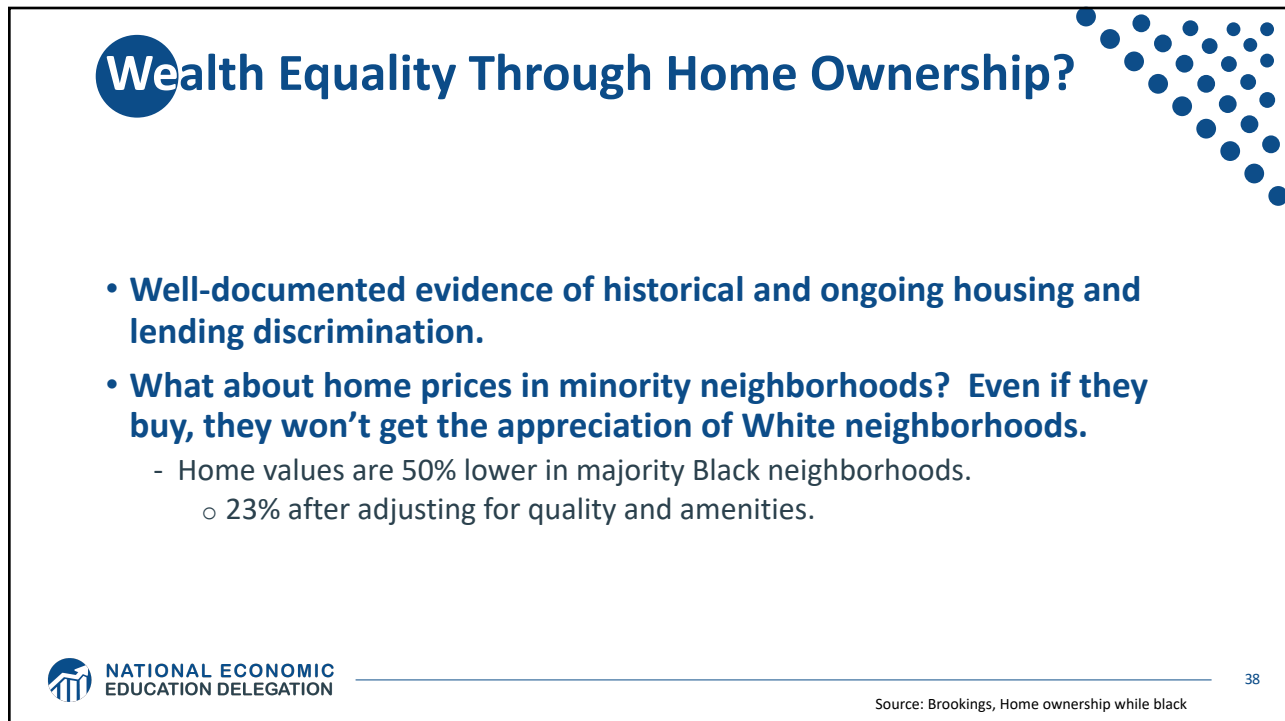 Wealth Equality Through Home Ownership?
• Well-documented evidence of historical and ongoing housing and
lending discrimination.
• What about home prices in minority neighborhoods?  Even if they
buy, they won’t get the appreciation of White neighborhoods.
- Home values are 50% lower in majority Black neighborhoods.
o 23% after adjusting for quality and amenities.
NATIONAL ECONOMIC
EDUCATION DELEGATION
38
Source: Brookings, Home ownership while black